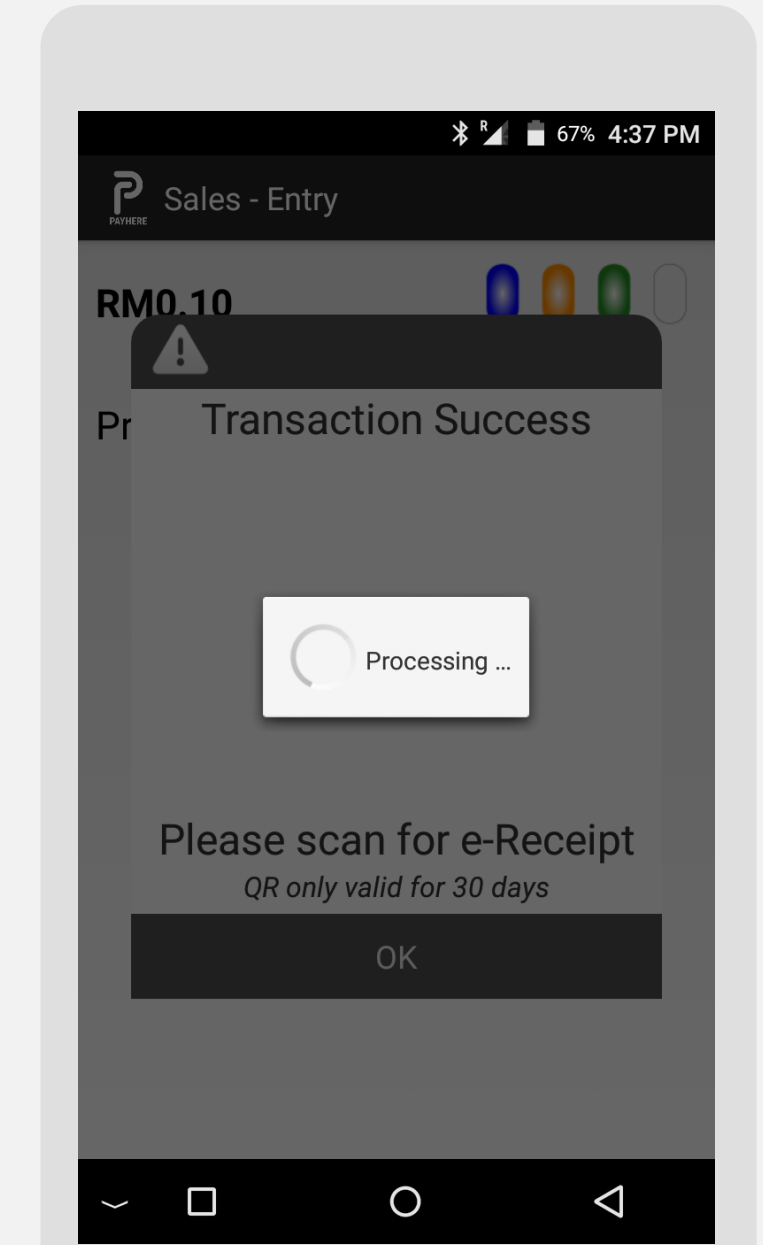 R 67% 4:37 PM
PAYHERE
Sales - Entry
RM0.10
Pr
Transaction Success
Processing ...
Please scan for e-Receipt
QR only valid for 30 days
OK